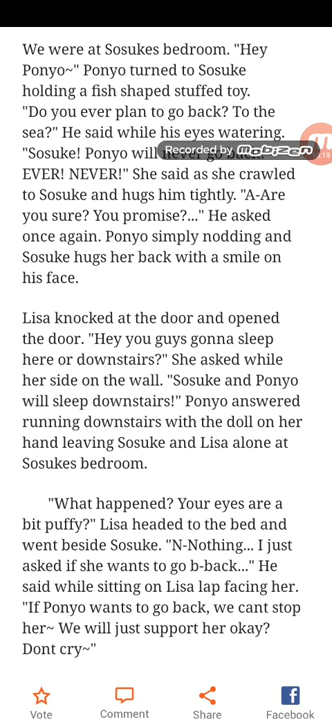 We were at Sosukes bedroom. "Hey
Ponyo~" Ponyo turned to Sosuke
holding a fish shaped stuffed toy.
"Do you ever plan to go back? To the
sea?" He said while his eyes watering.
"Sosuke! Ponyo will never go back!
Recorded by mobizen
EVER! NEVER!" She said as she crawled
to Sosuke and hugs him tightly. "A-Are
you sure? You promise?..." He asked
once again. Ponyo simply nodding and
Sosuke hugs her back with a smile on
his face.
Lisa knocked at the door and opened
the door. "Hey you guys gonna sleep
here or downstairs?" She asked while
her side on the wall. "Sosuke and Ponyo
will sleep downstairs!" Ponyo answered
running downstairs with the doll on her
hand leaving Sosuke and Lisa alone at
Sosukes bedroom.
"What happened? Your eyes are a
bit puffy?" Lisa headed to the bed and
went beside Sosuke. "N-Nothing... I just
asked if she wants to go b-back..." He
said while sitting on Lisa lap facing her.
"If Ponyo wants to go back, we cant stop
her~ We will just support her okay?
Dont cry~"
Vote Comment Share Facebook